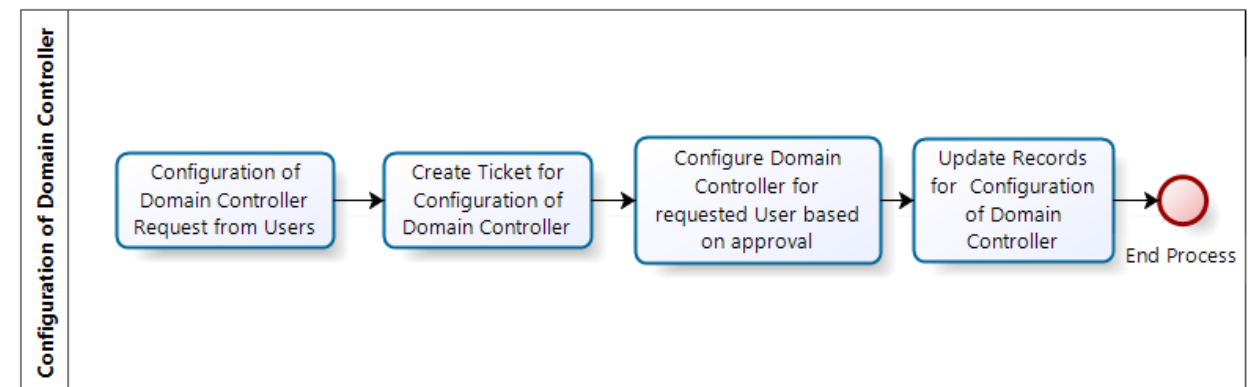 Configuration of Domain Controller
Configuration of
Domain Controller
Request from Users
Create Ticket for
Configuration of
Domain Controller
Configure Domain
Controller for
requested User based
on approval
Update Records
for  Configuration
of Domain
Controller
End Process